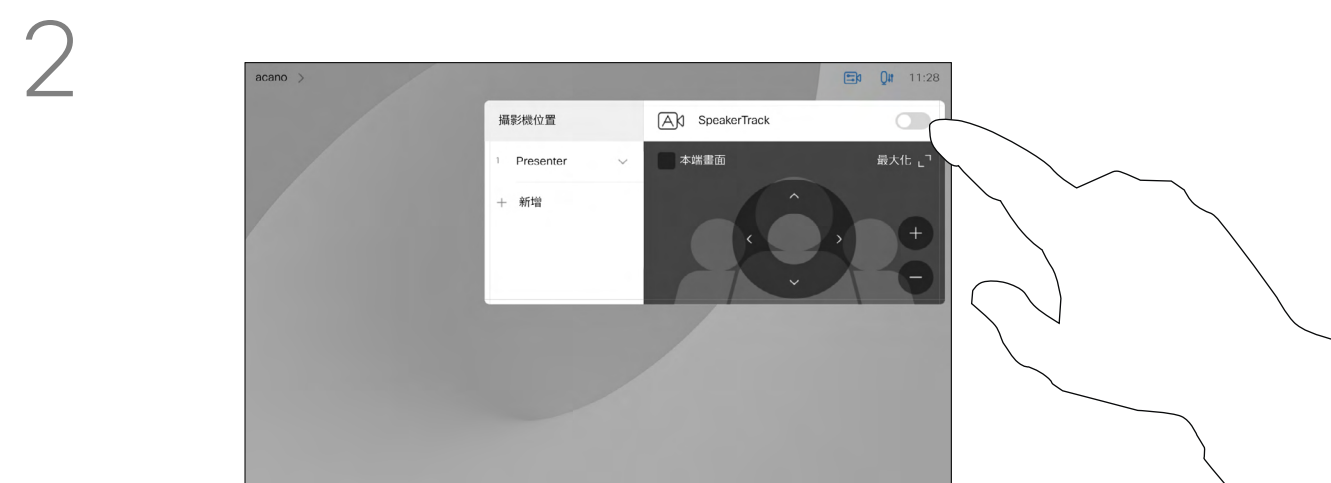 2
acano >
11:28
攝影機位置
SpeakerTrack
1 Presenter
本端畫面
最大化
+ 新增